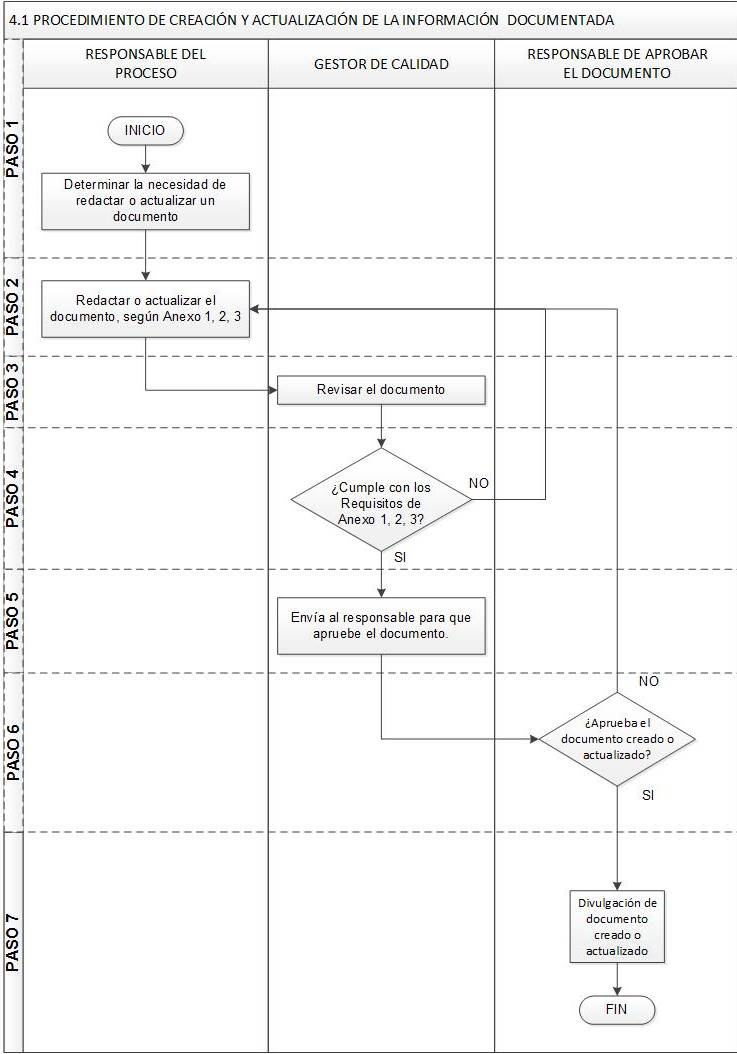 4.1 PROCEDIMIENTO DE CREACIÓN Y ACTUALIZACIÓN DE LA INFORMACIÓN DOCUMENTADA
RESPONSABLE DEL
PROCESO
GESTOR DE CALIDAD
RESPONSABLE DE APROBAR
EL DOCUMENTO
PASO 1
INICIO
Determinar la necesidad de
redactar o actualizar un
documento
PASO 2
Redactar o actualizar el
documento, según Anexo 1, 2, 3
PASO 3
Revisar el documento
PASO 4
¿Cumple con los
Requisitos de
Anexo 1, 2, 3?
NO
SI
PASO 5
Envía al responsable para que
apruebe el documento.
PASO 6
NO
¿Aprueba el
documento creado o
actualizado?
SI
PASO 7
Divulgación de
documento
creado o
actualizado
FIN